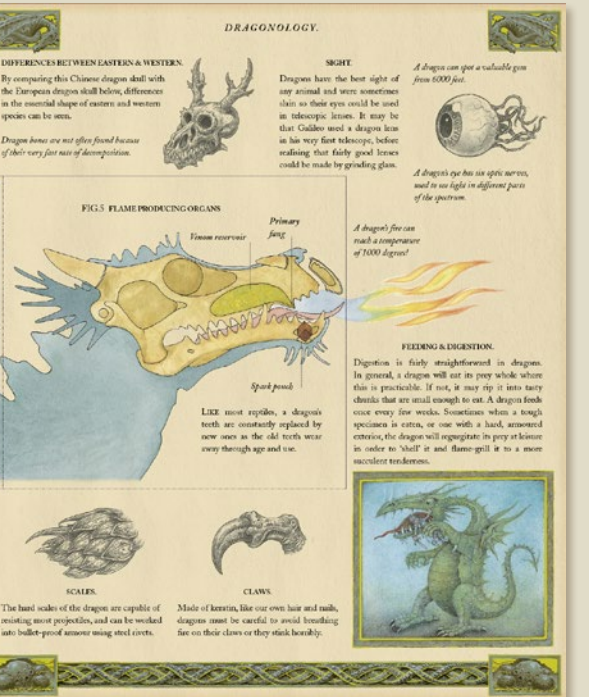 DRAGONOLOGY.
DIFFERENCES BETWEEN EASTERN & WESTERN.
By comparing this Chinese dragon skull with
the European dragon skull below, differences
in the essential shape of eastern and western
species can be seen.
Dragon bones are not often found because
of their very fast rate of decomposition.
SIGHT.
Dragons have the best sight of
any animal and were sometimes
slain so their eyes could be used
in telescopic lenses. It may be
that Galileo used a dragon lens
in his very first telescope, before
realising that fairly good lenses
could be made by grinding glass.
A dragon can spot a valuable gem
from 6000 feet.
A dragon's eye has six optic nerves,
used to see light in different parts
of the spectrum.
FIG.5 FLAME PRODUCING ORGANS
Venom reservoir
Primary
fang
Spark pouch
LIKE most reptiles, a dragon's
teeth are constantly replaced by
new ones as the old teeth wear
away through age and use.
A dragon's fire can
reach a temperature
of 1000 degrees!
FEEDING & DIGESTION.
Digestion is fairly straightforward in dragons.
In general, a dragon will eat its prey whole where
this is practicable. If not, it may rip it into tasty
chunks that are small enough to eat. A dragon feeds
once every few weeks. Sometimes when a tough
specimen is eaten, or one with a hard, armoured
exterior, the dragon will regurgitate its prey at leisure
in order to 'shell' it and flame-grill it to a more
succulent tenderness.
SCALES.
The hard scales of the dragon are capable of
resisting most projectiles, and can be worked
into bullet-proof armour using steel rivets.
CLAWS.
Made of keratin, like our own hair and nails,
dragons must be careful to avoid breathing
fire on their claws or they stink horribly.